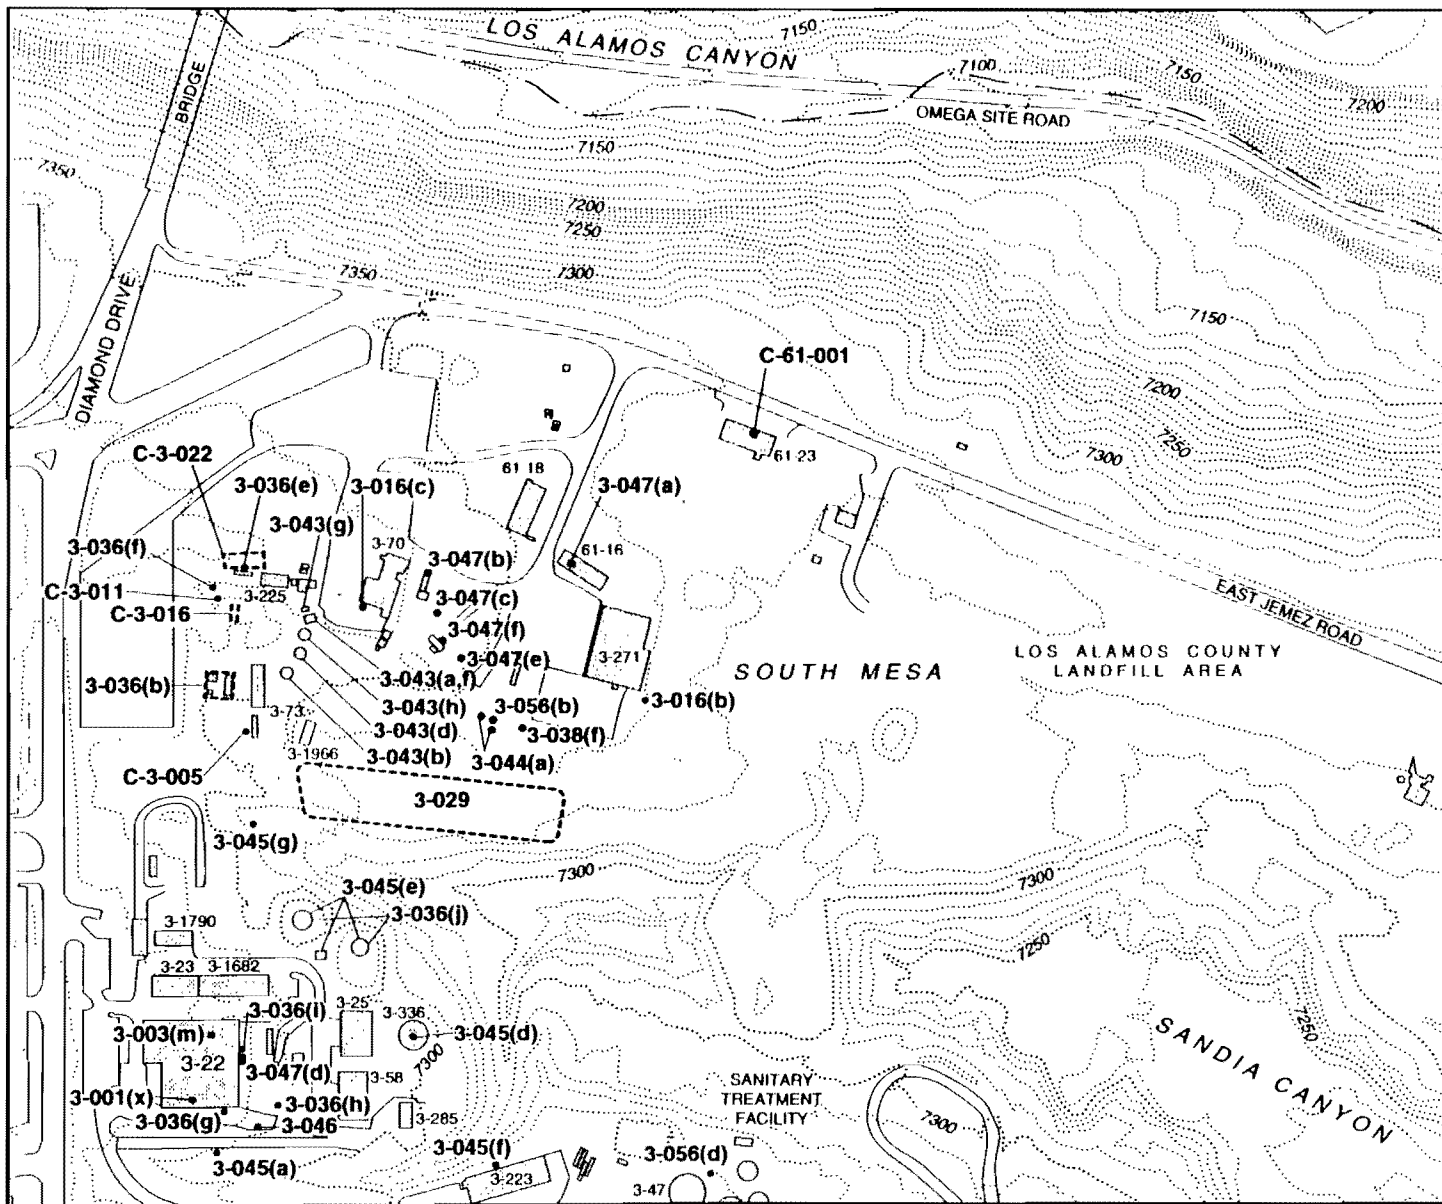 LOS ALAMOS CANYON
7150
7100
7150
7200
BRIDGE
OMEGA SITE ROAD
7150
7350
7200
7250
7350
7300
DIAMOND DRIVE
7150
C-61-001
7200
7250
7300
61-23
C-3-022
3-036(e)
3-016(c)
61-18
3-047(a)
3-043(g)
3-70
3-036(f)
3-047(b)
61-16
C-3-011
3-225
3-047(c)
C-3-016
EAST JEMEZ ROAD
3-047(f)
3-047(e)
3-271
LOS ALAMOS COUNTY
LANDFILL AREA
SOUTH MESA
3-036(b)
3-043(a,f)
3-016(b)
3-73
3-043(h)
3-056(b)
3-043(d)
3-038(f)
3-1966
3-043(b)
3-044(a)
C-3-005
3-029
3-045(g)
7300
7300
3-045(e)
3-036(j)
3-1790
7250
3-23
3-1682
3-036(i)
3-25
3-336
7250
3-003(m)
3-045(d)
3-22
7300
SANDIA CANYON
3-047(d)
3-58
SANITARY
TREATMENT
FACILITY
3-001(x)
3-036(h)
3-036(g)
3-046
3-285
7300
3-045(a)
3-045(f)
3-056(d)
3-223
3-47